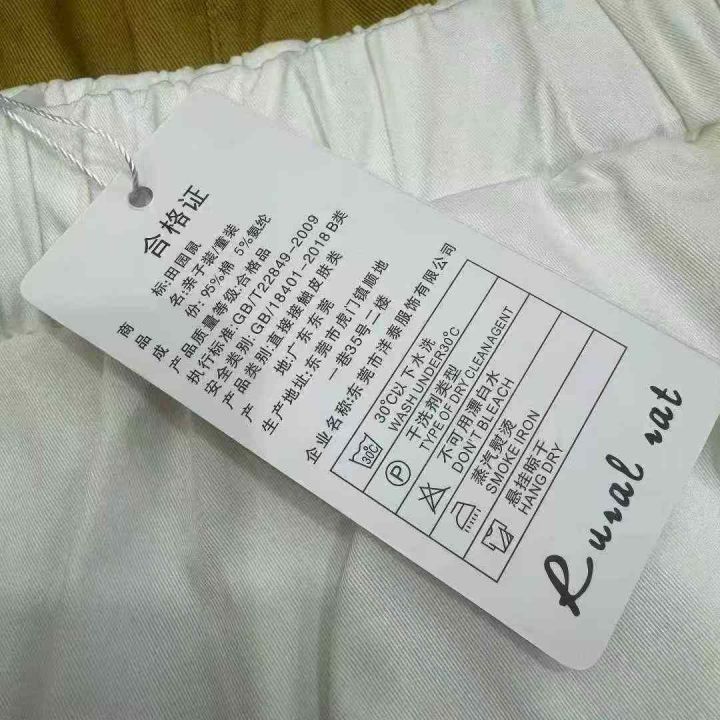 合格证
商标:田园鼠
品名:亲子装/童装
成份: 95%棉 5%氨纶
产品质量等级:合格品
执行标准:GB/T22849-2009
安全类别:GB/18401-2018 B类
产品类别:直接接触皮肤类
产地:广东东莞
生产地址:东莞市虎门镇顺地
一巷35号二楼
企业名称:东莞市洋泰服饰有限公司
30℃
30℃以下水洗
WASH UNDER30℃
P
干洗剂类型
TYPE OF DRY CLEANAGENT
不可用漂白水
DON'T BLEACH
蒸汽熨烫
SMOKE IRON
悬挂晾干
HANG DRY
Rural rat